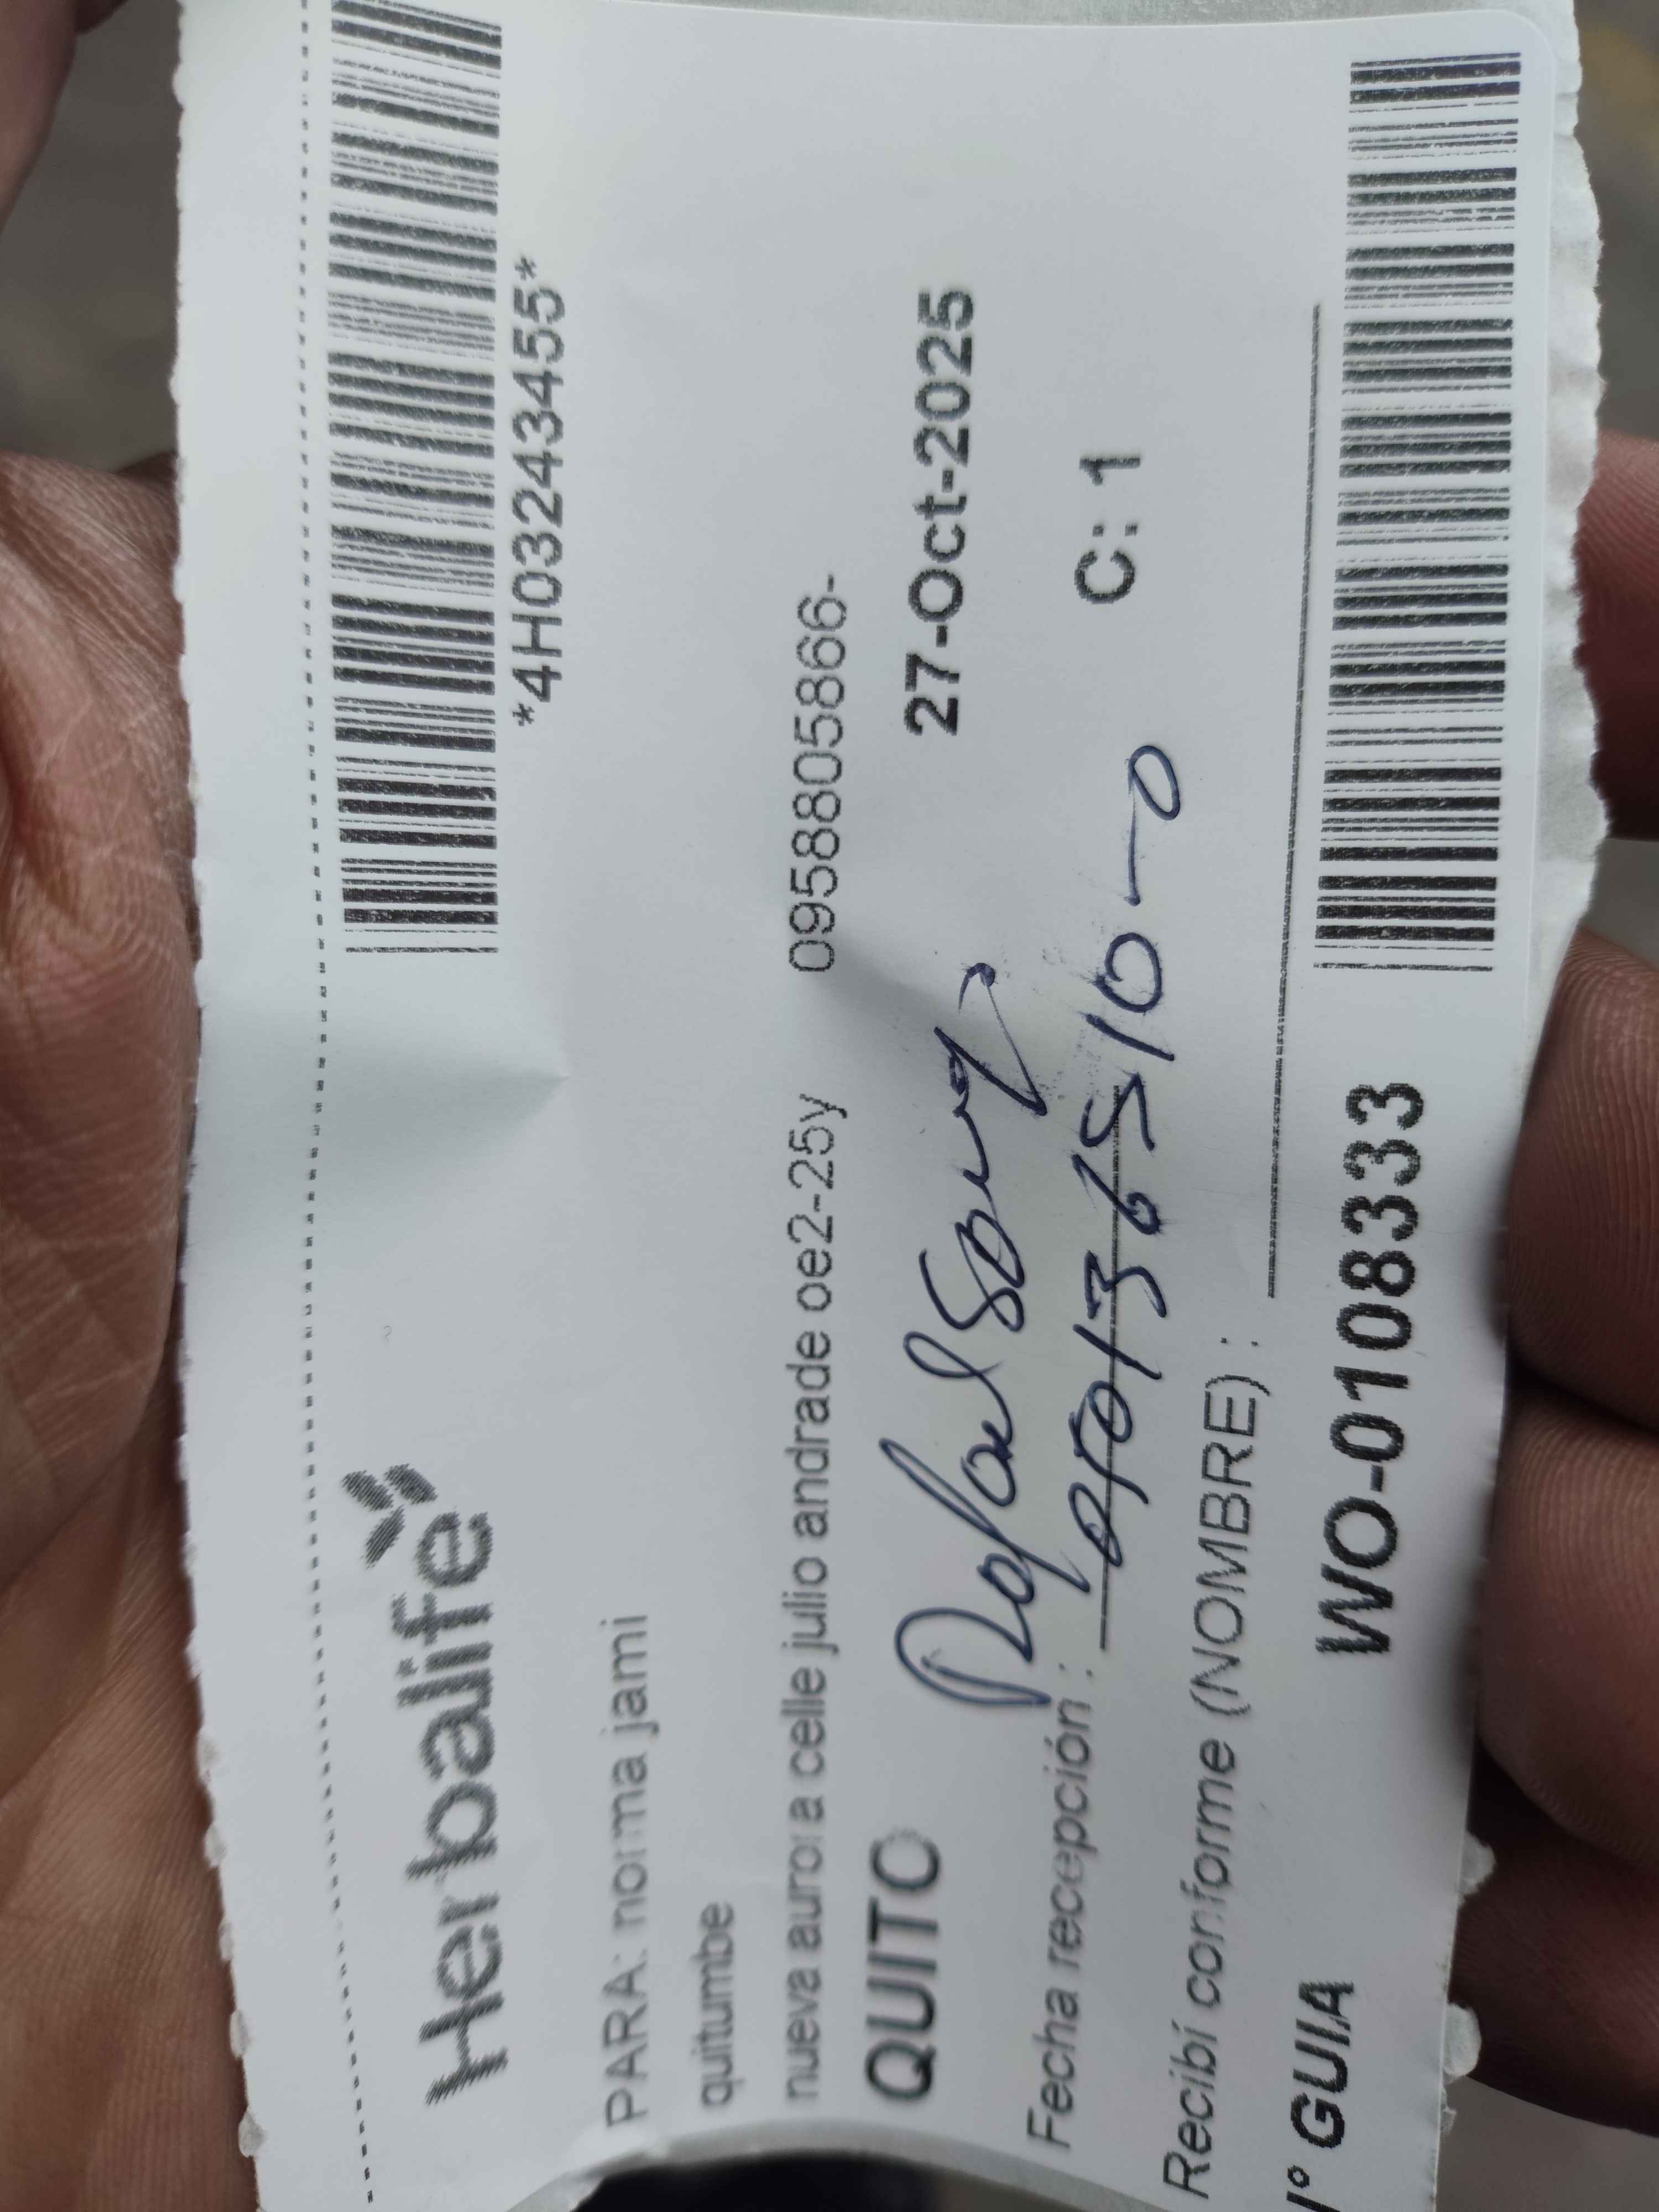 Herbalife
*4H03243455*
PARA: norma jami
quitumbe
nueva aurora celle julio andrade oe2-25y 0958805866-
QUITO 27-Oct-2025
Rafael
Fecha recepción : C: 1
Recibí conforme (NOMBRE) :
N° GUIA WO-0108333